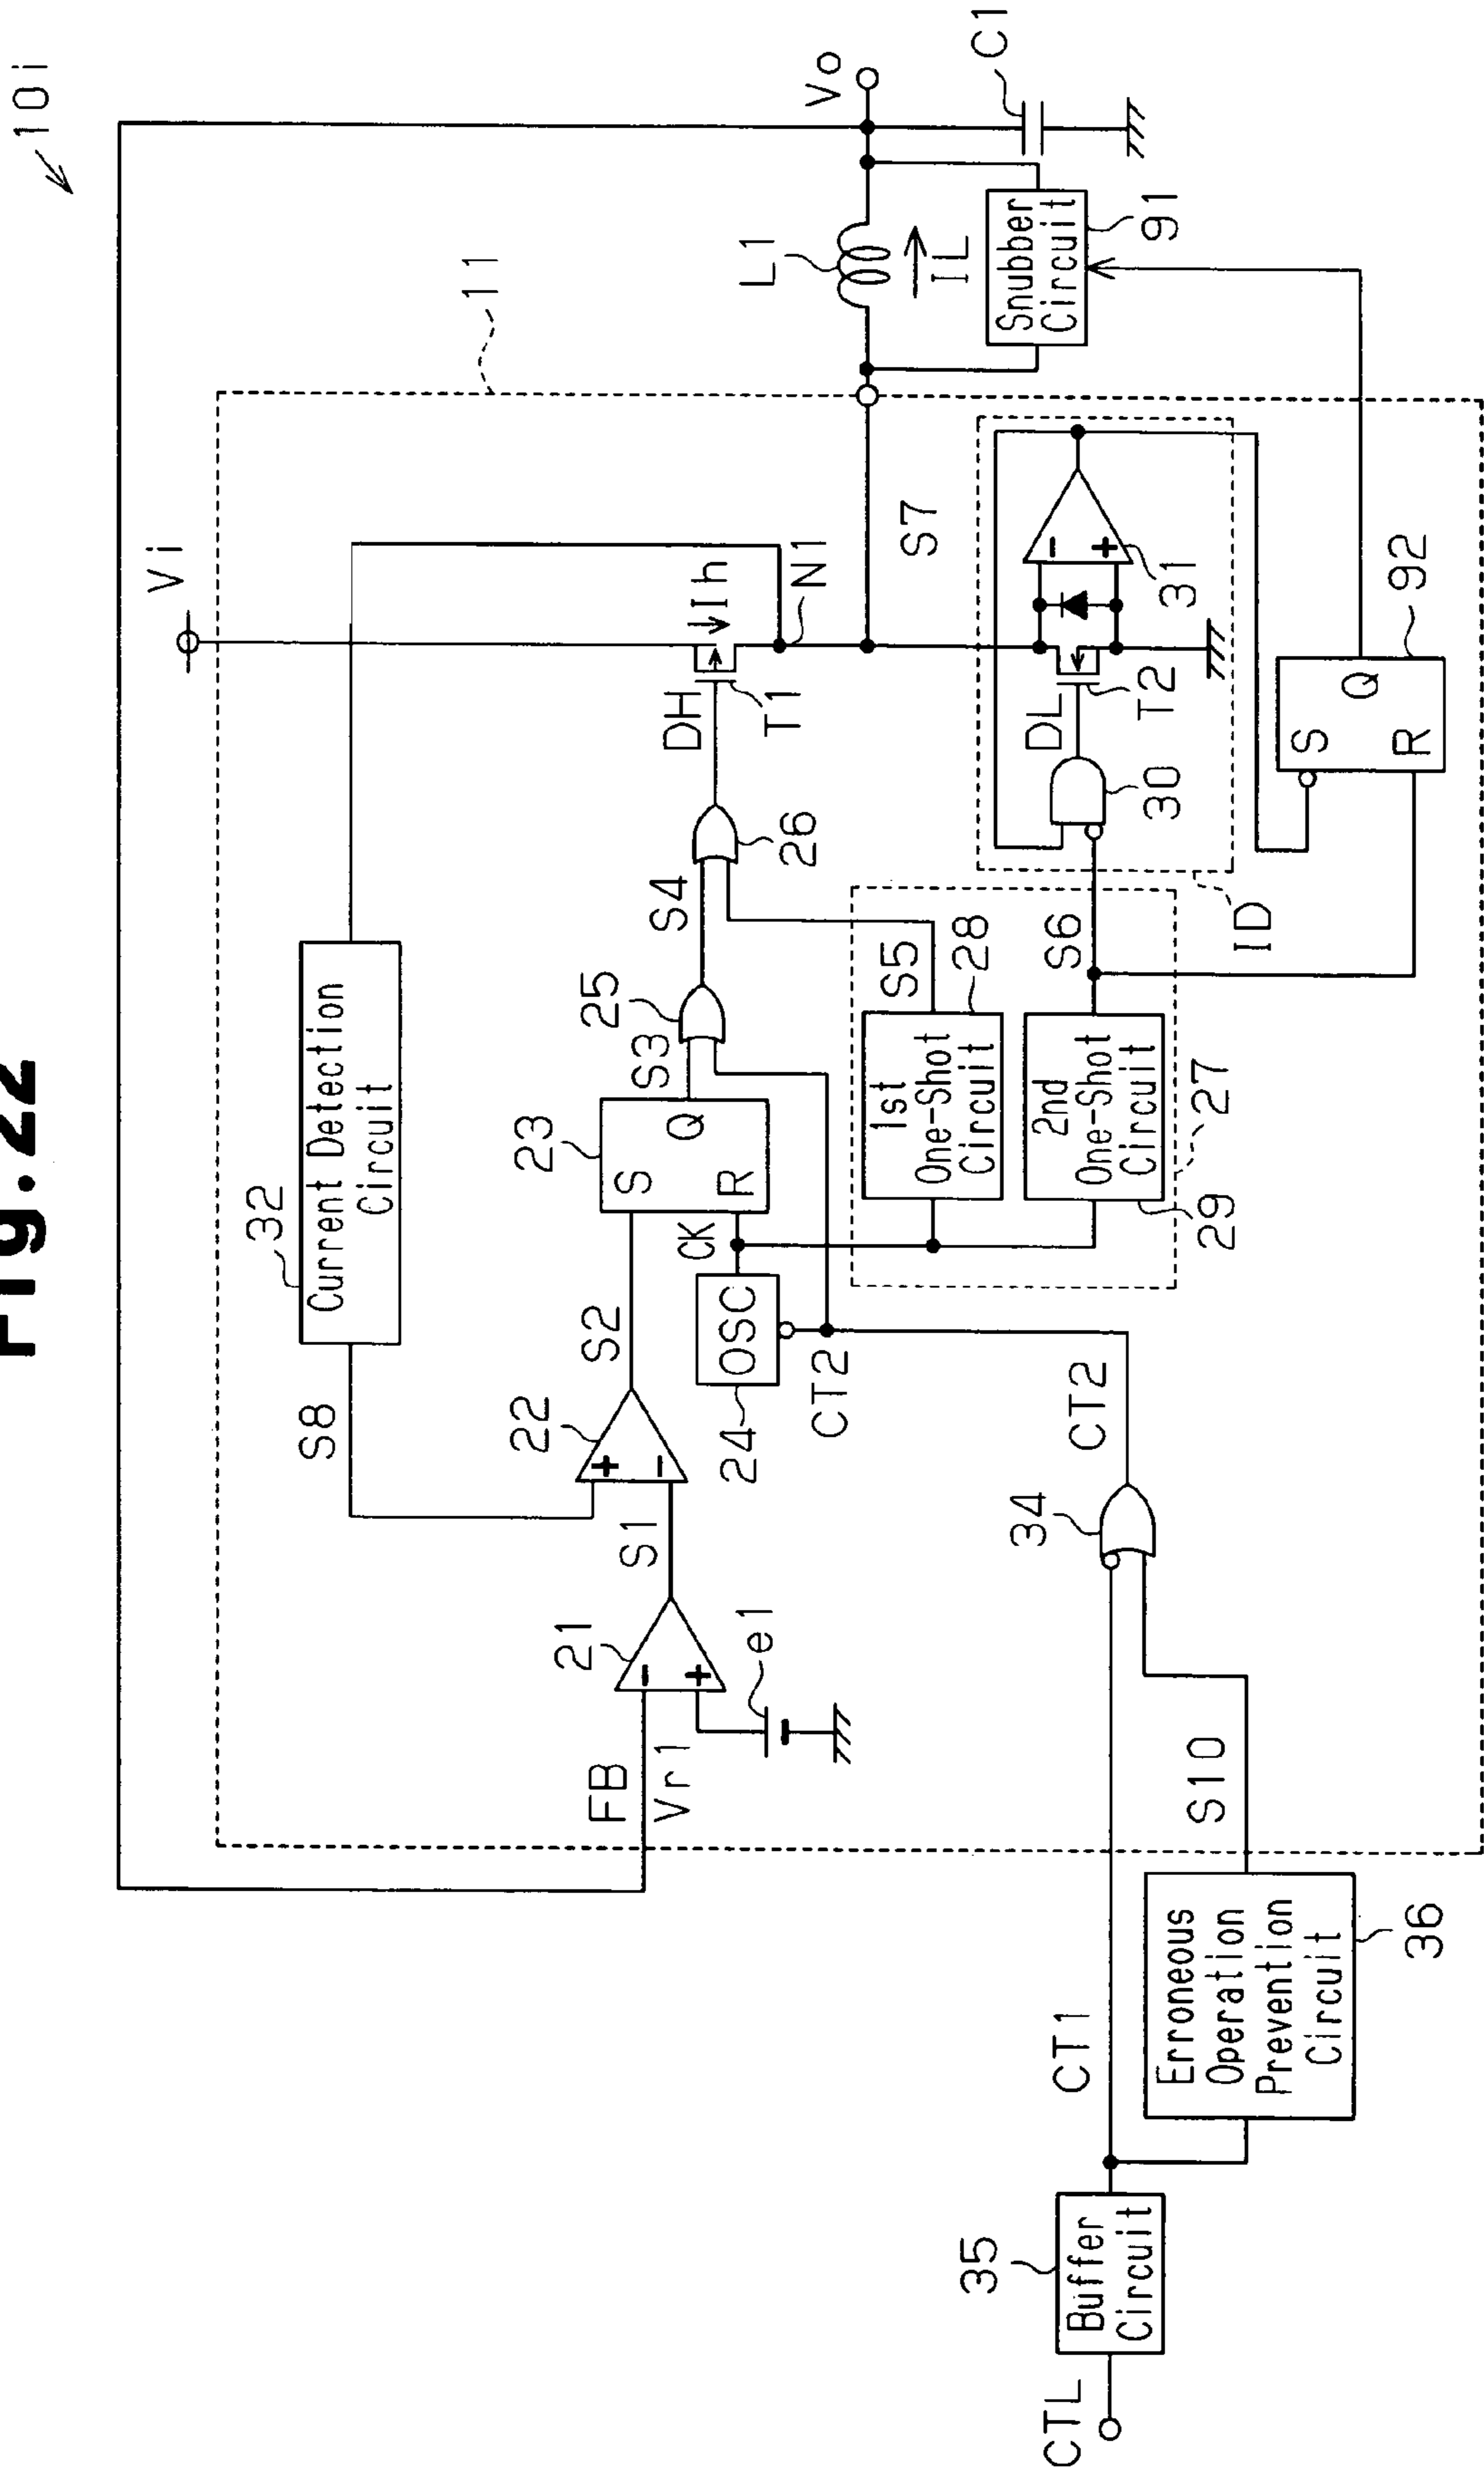 Fig.22
10i
11
Vi
Vo
C1
L1
IL
Snubber
Circuit
91
32
Current Detection
Circuit
S8
Ih
N1
DH
T1
S7
23
S
Q
R
S3
25
S4
26
22
+
-
S2
21
-
+
S1
FB
Vr1
e1
CK
OSC
24
CT2
1st
One-Shot
Circuit
28
S5
2nd
One-Shot
Circuit
29
27
S6
DL
T2
30
-
+
31
ID
S
Q
R
92
34
CT2
CT1
S10
Erroneous
Operation
Prevention
Circuit
36
35
Buffer
Circuit
CTL